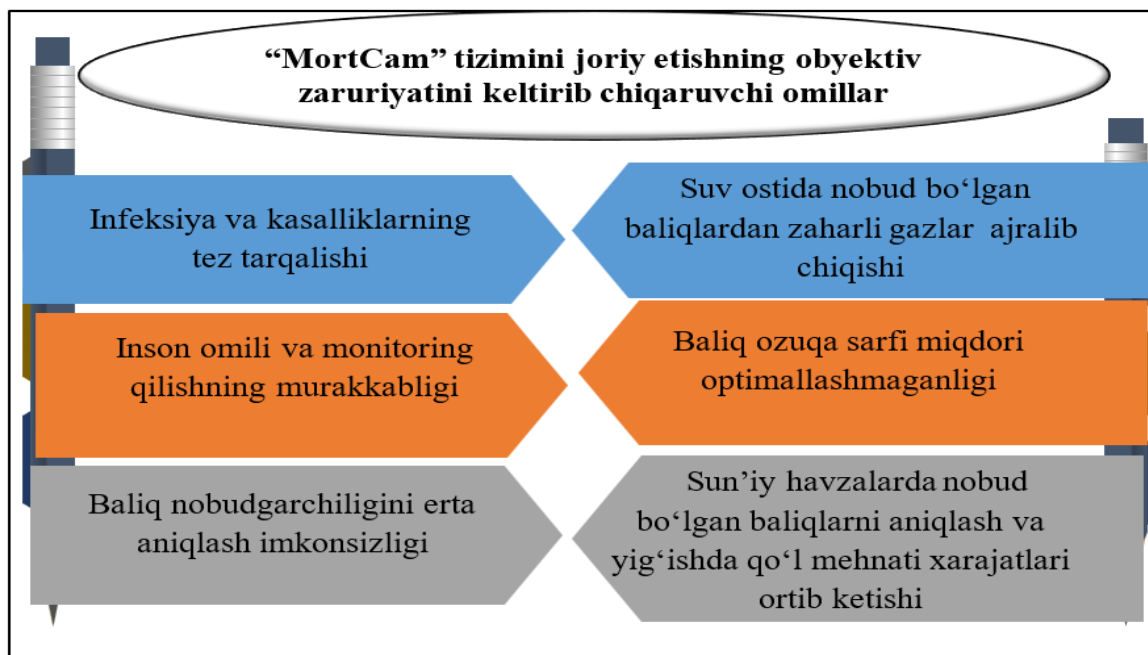 “MortCam” tizimini joriy etishning obyektiv
zaruriyatini keltirib chiqaruvchi omillar
Infeksiya va kasalliklarning
tez tarqalishi
Suv ostida nobud bo‘lgan
baliqlardan zaharli gazlar ajralib
chiqishi
Inson omili va monitoring
qilishning murakkabligi
Baliq ozuqa sarfi miqdori
optimallashmaganligi
Baliq nobudgarchiligini erta
aniqlash imkonsizligi
Sun’iy havzalarda nobud
bo‘lgan baliqlarni aniqlash va
yig‘ishda qo‘l mehnati xarajatlari
ortib ketishi